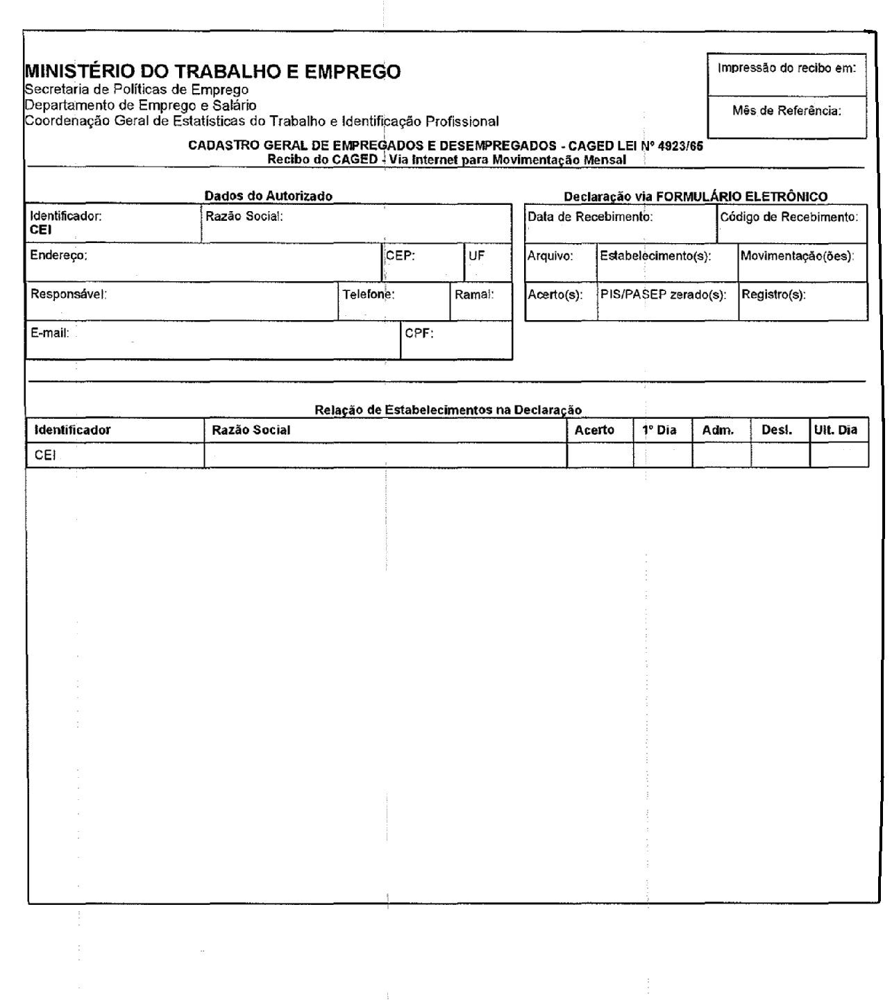 MINISTÉRIO DO TRABALHO E EMPREGO
Secretaria de Políticas de Emprego
Departamento de Emprego e Salário
Coordenação Geral de Estatísticas do Trabalho e Identificação Profissional
Impressão do recibo em:
Mês de Referência:
CADASTRO GERAL DE EMPREGADOS E DESEMPREGADOS - CAGED LEI Nº 4923/65
Recibo do CAGED - Via Internet para Movimentação Mensal
Dados do Autorizado
Identificador: Razão Social:
CEI
Endereço: CEP: UF
Responsável: Telefone: Ramal:
E-mail: CPF:
Declaração via FORMULÁRIO ELETRÔNICO
Data de Recebimento: Código de Recebimento:
Arquivo: Estabelecimento(s): Movimentação(ões):
Acerto(s): PIS/PASEP zerado(s): Registro(s):
Relação de Estabelecimentos na Declaração
Identificador Razão Social Acerto 1º Dia Adm. Desl. Ult. Dia
CEI